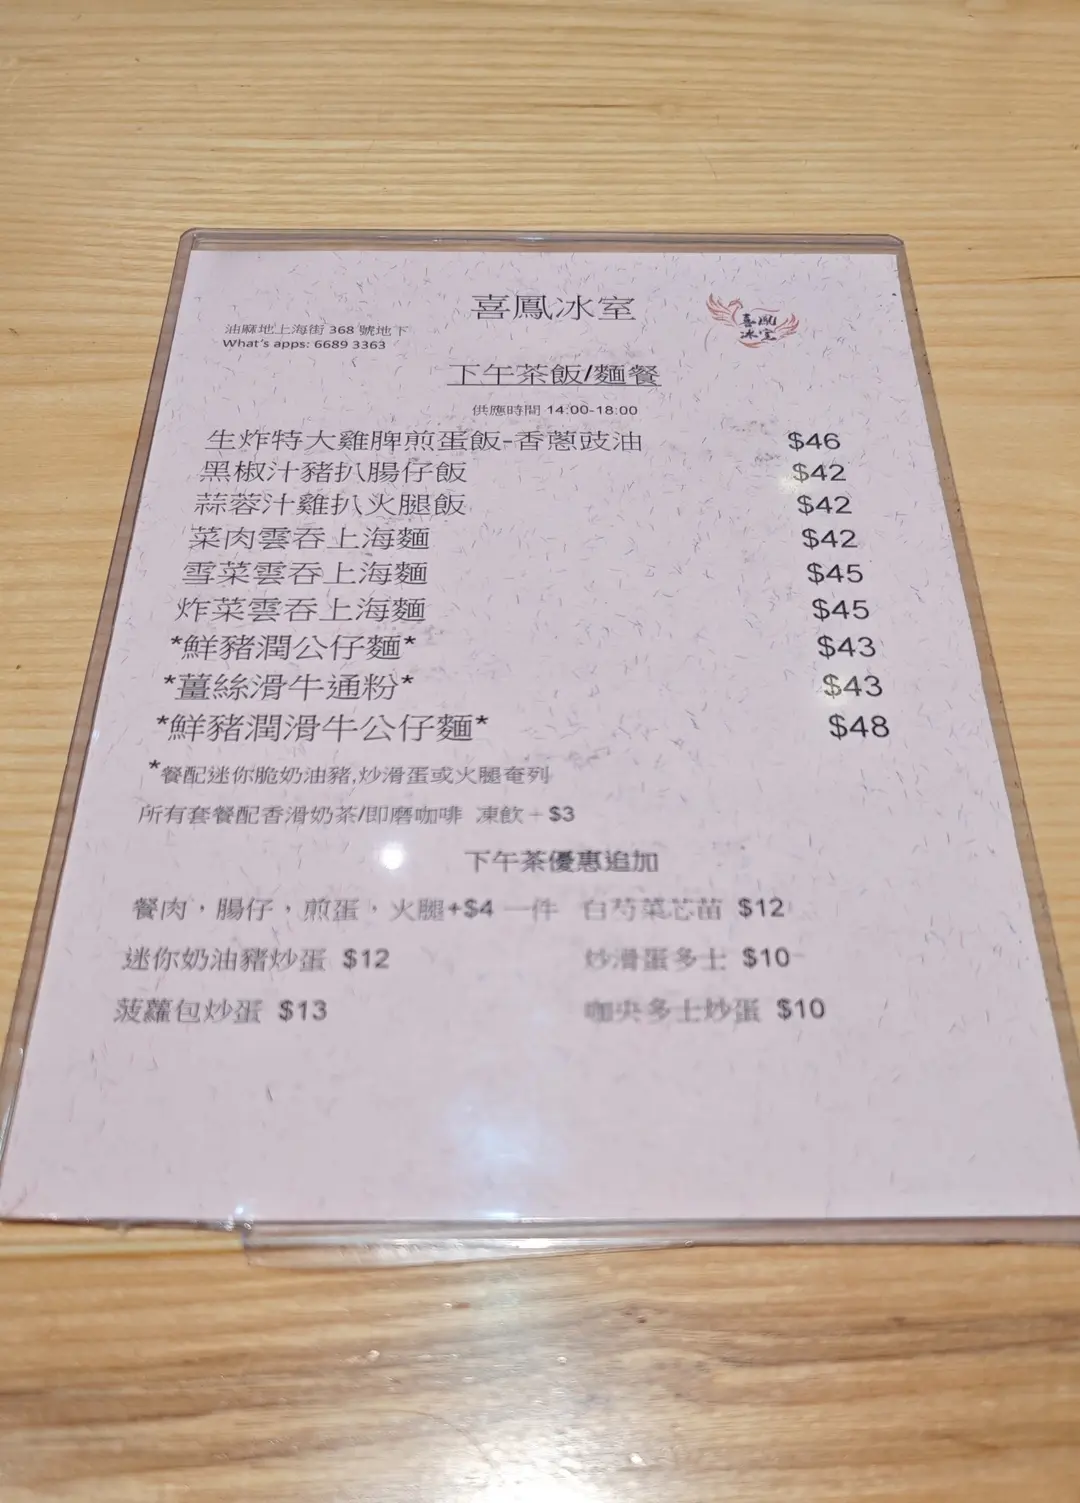 喜鳳冰室
喜鳳
冰室
油麻地上海街 368 號地下
What's apps: 6689 3363
下午茶飯/麵餐
供應時間 14:00-18:00
生炸特大雞脾煎蛋飯-香蔥豉油 $46
黑椒汁豬扒腸仔飯 $42
蒜蓉汁雞扒火腿飯 $42
菜肉雲吞上海麵 $42
雪菜雲吞上海麵 $45
炸菜雲吞上海麵 $45
*鮮豬潤公仔麵* $43
*薑絲滑牛通粉* $43
*鮮豬潤滑牛公仔麵* $48
*餐配迷你脆奶油豬,炒滑蛋或火腿奄列
所有套餐配香滑奶茶/即磨咖啡 凍飲+$3
下午茶優惠追加
餐肉，腸仔，煎蛋，火腿+$4 一件 白芍菜芯苗 $12
迷你奶油豬炒蛋 $12 炒滑蛋多士 $10
菠蘿包炒蛋 $13 咖央多士炒蛋 $10